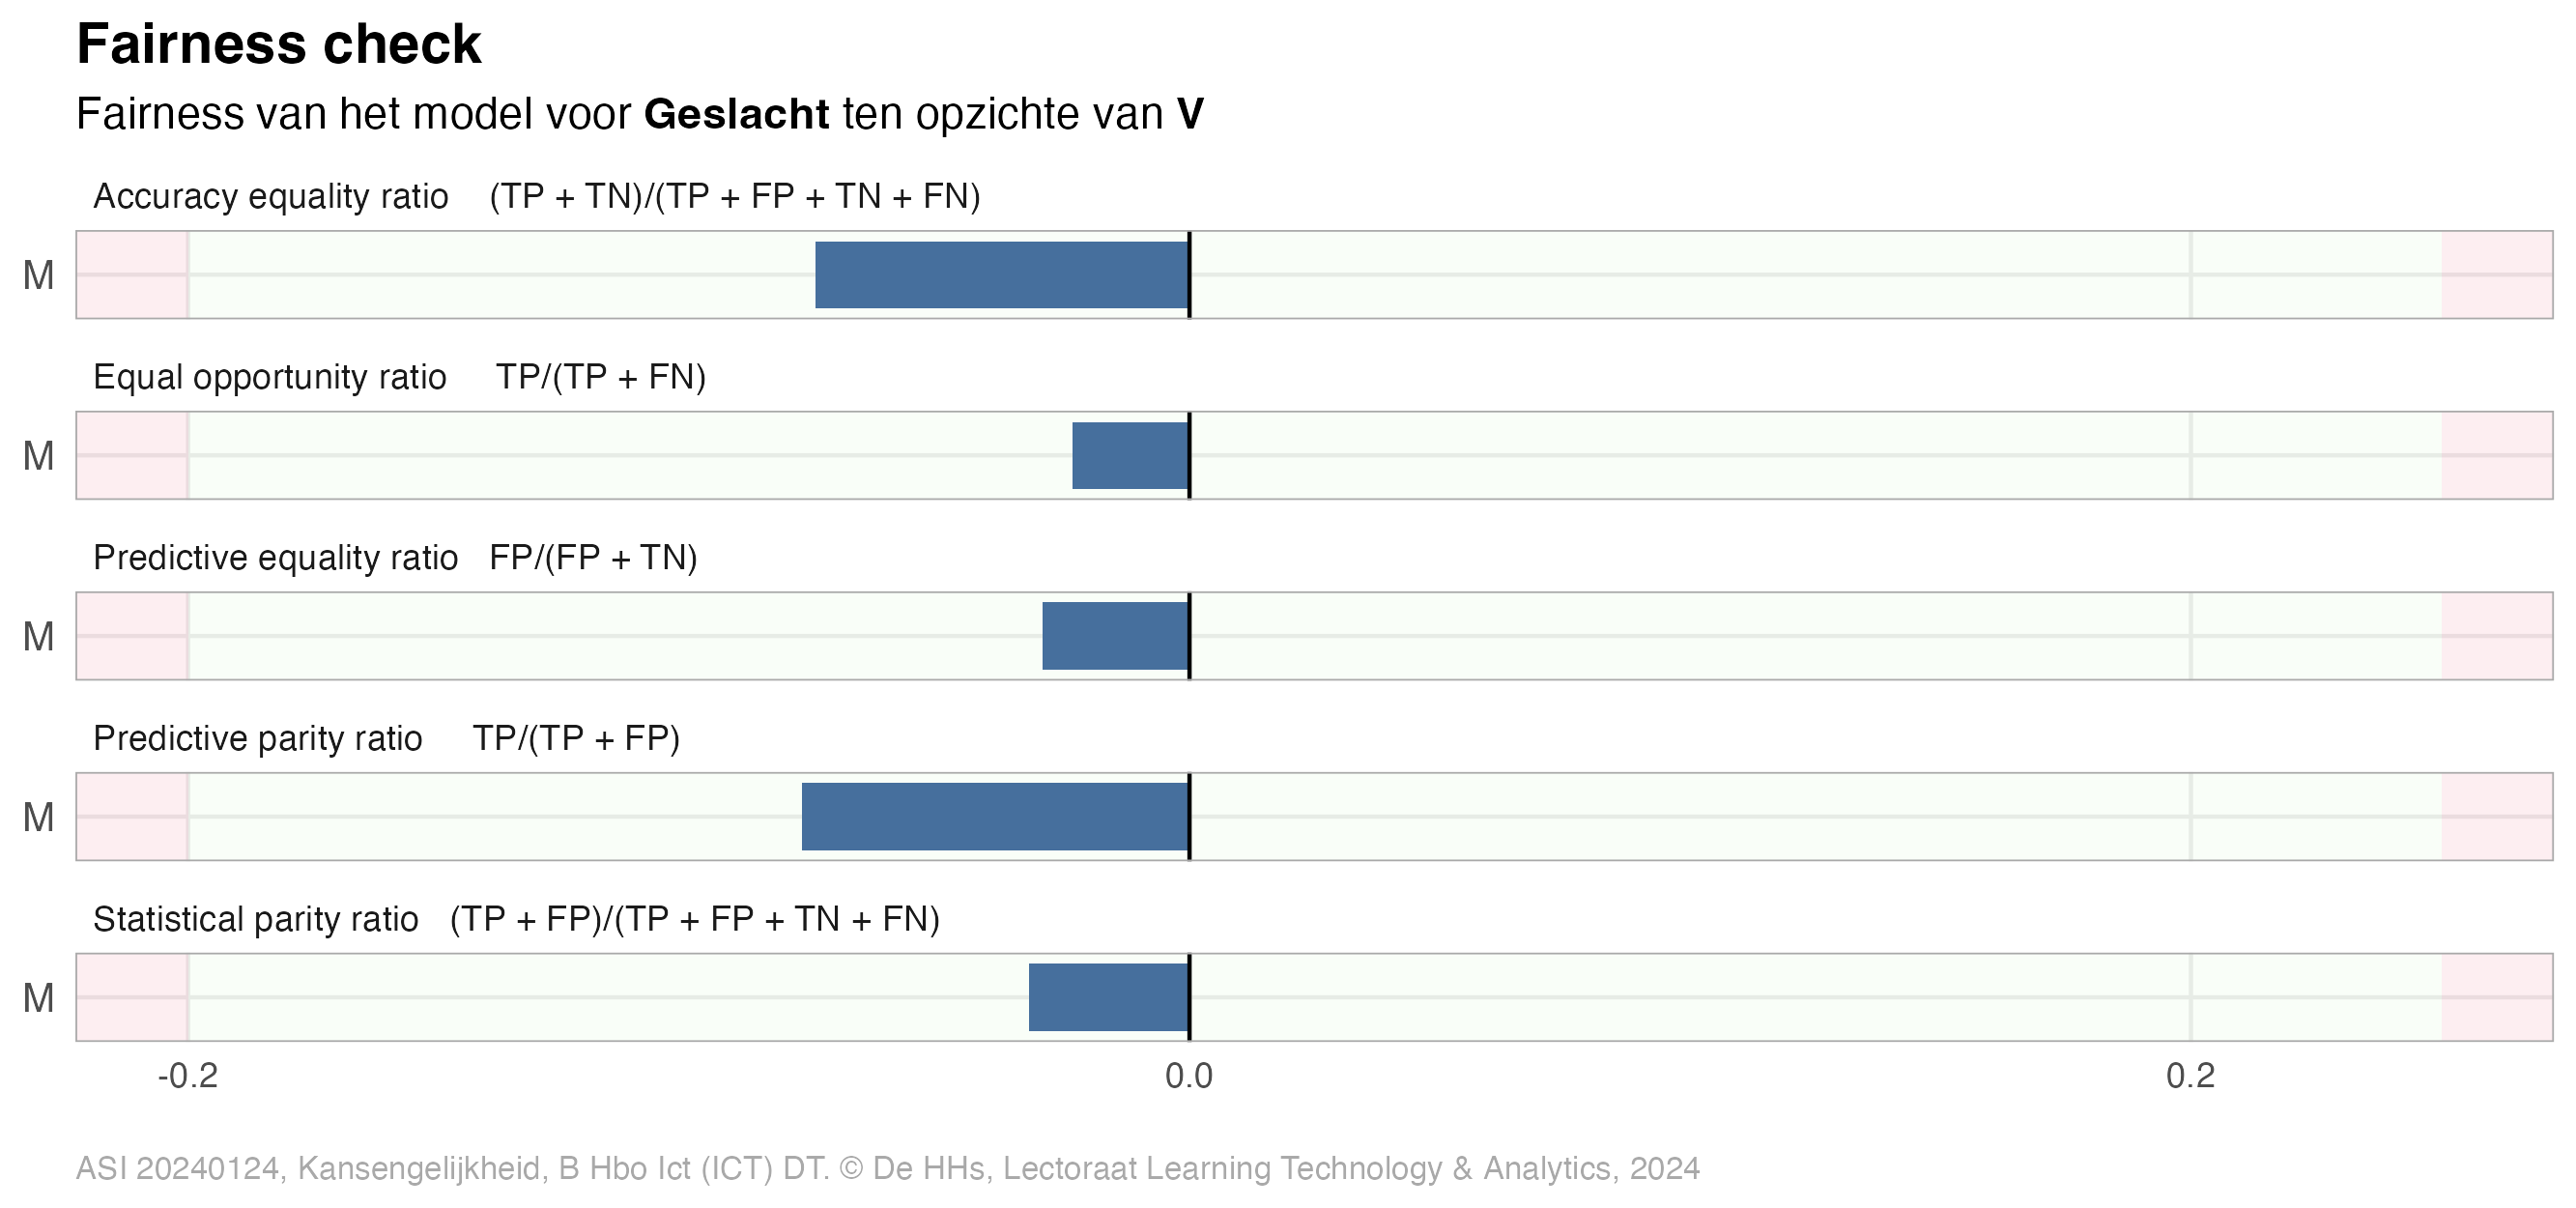 Fairness check
Fairness van het model voor Geslacht ten opzichte van V
Accuracy equality ratio (TP + TN)/(TP + FP + TN + FN)
M
Equal opportunity ratio TP/(TP + FN)
M
Predictive equality ratio FP/(FP + TN)
M
Predictive parity ratio TP/(TP + FP)
M
Statistical parity ratio (TP + FP)/(TP + FP + TN + FN)
M
-0.2 0.0 0.2
ASI 20240124, Kansengelijkheid, B Hbo Ict (ICT) DT. © De HHs, Lectoraat Learning Technology & Analytics, 2024